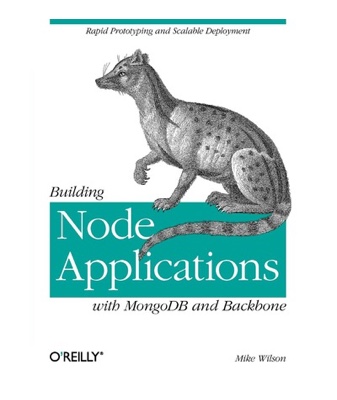 Rapid Prototyping and Scalable Deployment
Building
Node
Applications
with MongoDB and Backbone
O'REILLY®
Mike Wilson